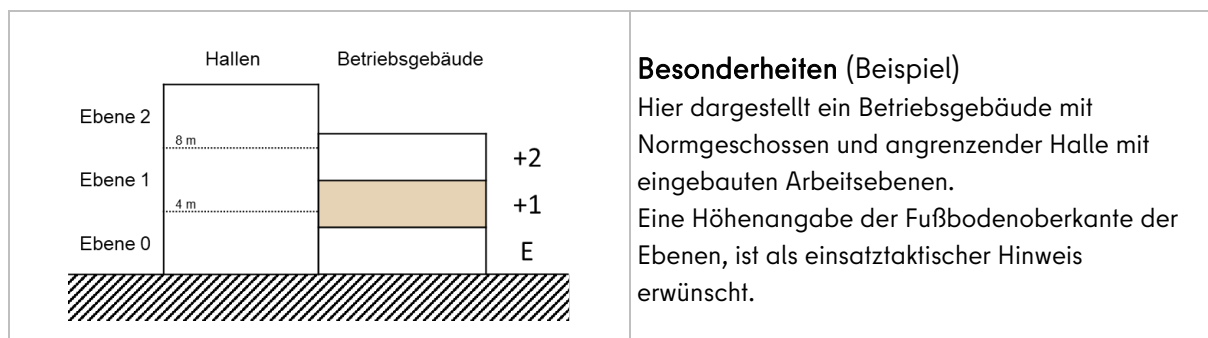 Hallen
Betriebsgebäude
Ebene 2
8 m
Ebene 1
4 m
Ebene 0
+2
+1
E
Besonderheiten (Beispiel)
Hier dargestellt ein Betriebsgebäude mit
Normgeschossen und angrenzender Halle mit
eingebauten Arbeitsebenen.
Eine Höhenangabe der Fußbodenoberkante der
Ebenen, ist als einsatztaktischer Hinweis
erwünscht.